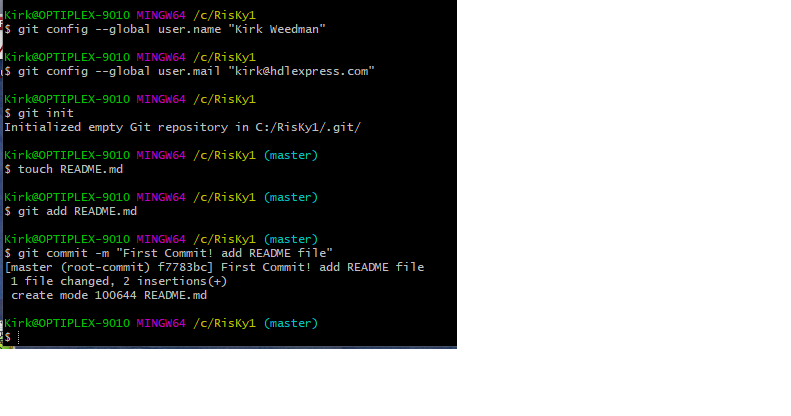 Kirk@OPTIPLEX-9010 MINGW64 /c/RisKy1
$ git config --global user.name "Kirk Weedman"
Kirk@OPTIPLEX-9010 MINGW64 /c/RisKy1
$ git config --global user.mail "kirk@hdlexpress.com"
Kirk@OPTIPLEX-9010 MINGW64 /c/RisKy1
$ git init
Initialized empty Git repository in C:/RisKy1/.git/
Kirk@OPTIPLEX-9010 MINGW64 /c/RisKy1 (master)
$ touch README.md
Kirk@OPTIPLEX-9010 MINGW64 /c/RisKy1 (master)
$ git add README.md
Kirk@OPTIPLEX-9010 MINGW64 /c/RisKy1 (master)
$ git commit -m "First Commit! add README file"
[master (root-commit) f7783bc] First Commit! add README file
 1 file changed, 2 insertions(+)
 create mode 100644 README.md
Kirk@OPTIPLEX-9010 MINGW64 /c/RisKy1 (master)
$